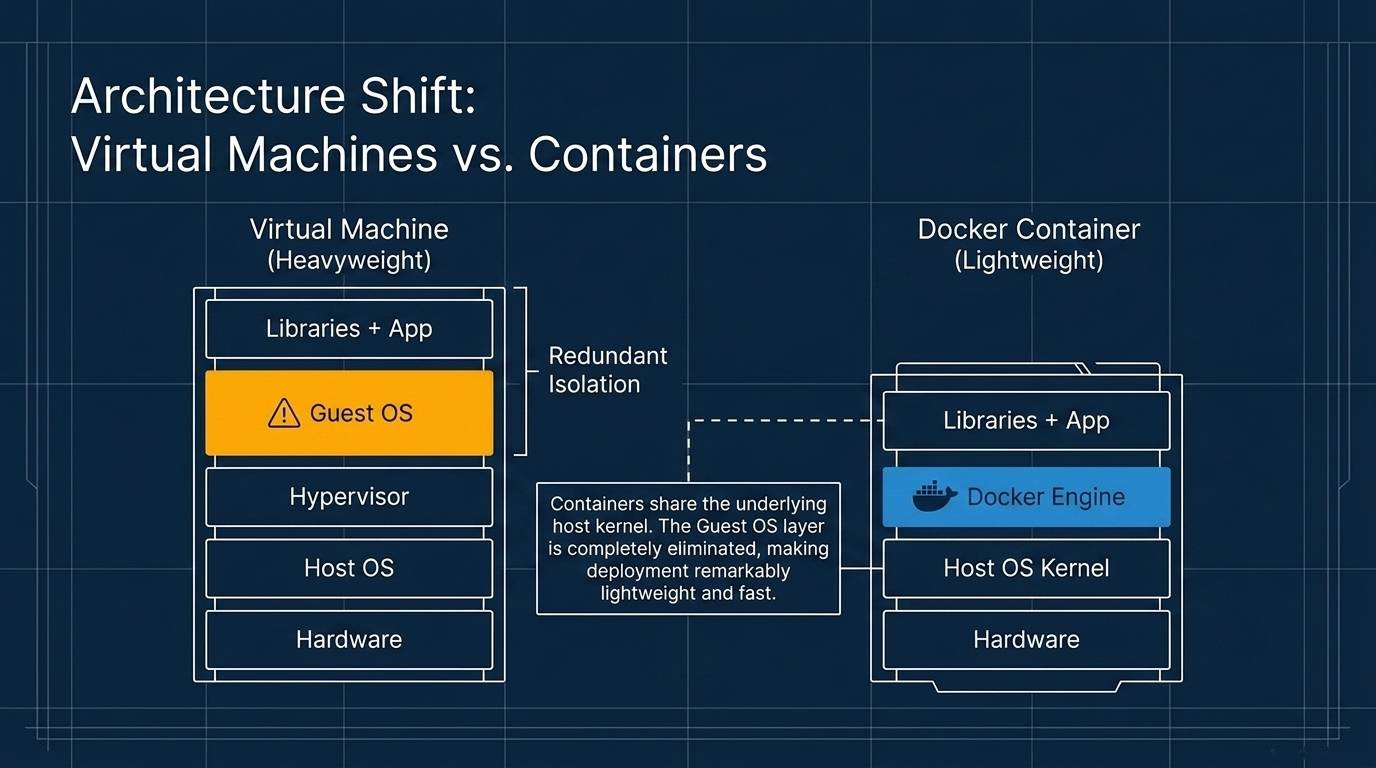 Architecture Shift:
Virtual Machines vs. Containers
Virtual Machine
(Heavyweight)
Libraries + App
Guest OS
Hypervisor
Host OS
Hardware
Redundant
Isolation
Containers share the underlying
host kernel. The Guest OS layer
is completely eliminated, making
deployment remarkably
lightweight and fast.
Docker Container
(Lightweight)
Libraries + App
Docker Engine
Host OS Kernel
Hardware